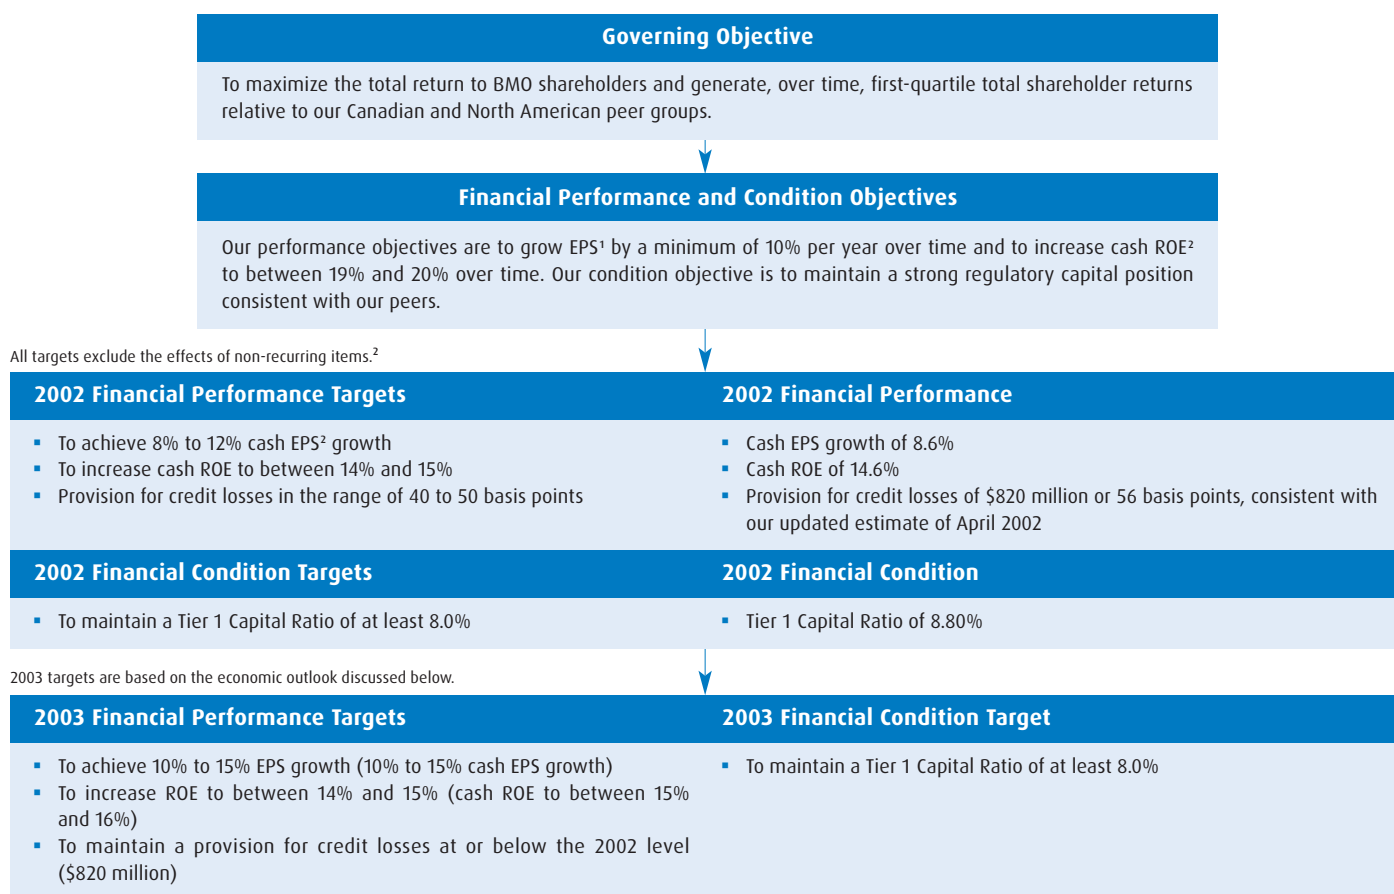 Governing Objective
To maximize the total return to BMO shareholders and generate, over time, first-quartile total shareholder returns
relative to our Canadian and North American peer groups.
Financial Performance and Condition Objectives
Our performance objectives are to grow EPS¹ by a minimum of 10% per year over time and to increase cash ROE²
to between 19% and 20% over time. Our condition objective is to maintain a strong regulatory capital position
consistent with our peers.
All targets exclude the effects of non-recurring items.²
2002 Financial Performance Targets
▪ To achieve 8% to 12% cash EPS² growth
▪ To increase cash ROE to between 14% and 15%
▪ Provision for credit losses in the range of 40 to 50 basis points
2002 Financial Performance
▪ Cash EPS growth of 8.6%
▪ Cash ROE of 14.6%
▪ Provision for credit losses of $820 million or 56 basis points, consistent with
our updated estimate of April 2002
2002 Financial Condition Targets
▪ To maintain a Tier 1 Capital Ratio of at least 8.0%
2002 Financial Condition
▪ Tier 1 Capital Ratio of 8.80%
2003 targets are based on the economic outlook discussed below.
2003 Financial Performance Targets
▪ To achieve 10% to 15% EPS growth (10% to 15% cash EPS growth)
▪ To increase ROE to between 14% and 15% (cash ROE to between 15%
and 16%)
▪ To maintain a provision for credit losses at or below the 2002 level
($820 million)
2003 Financial Condition Target
▪ To maintain a Tier 1 Capital Ratio of at least 8.0%